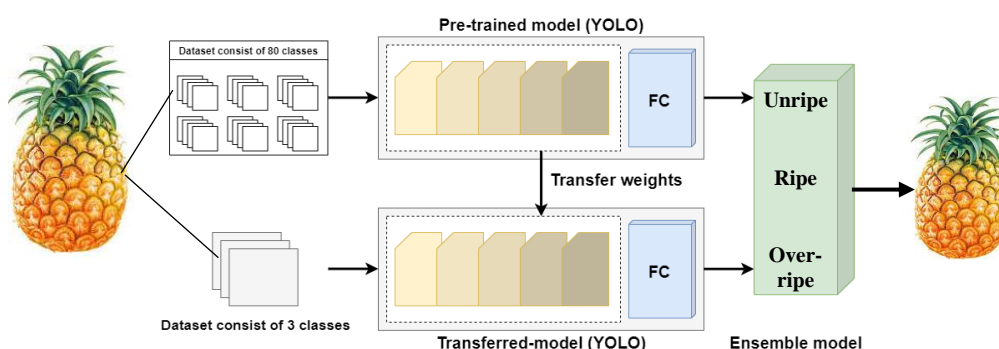 Pre-trained model (YOLO)
Dataset consist of 80 classes
FC
Unripe
Transfer weights
Ripe
FC
Over-
ripe
Dataset consist of 3 classes
Transferred-model (YOLO)
Ensemble model